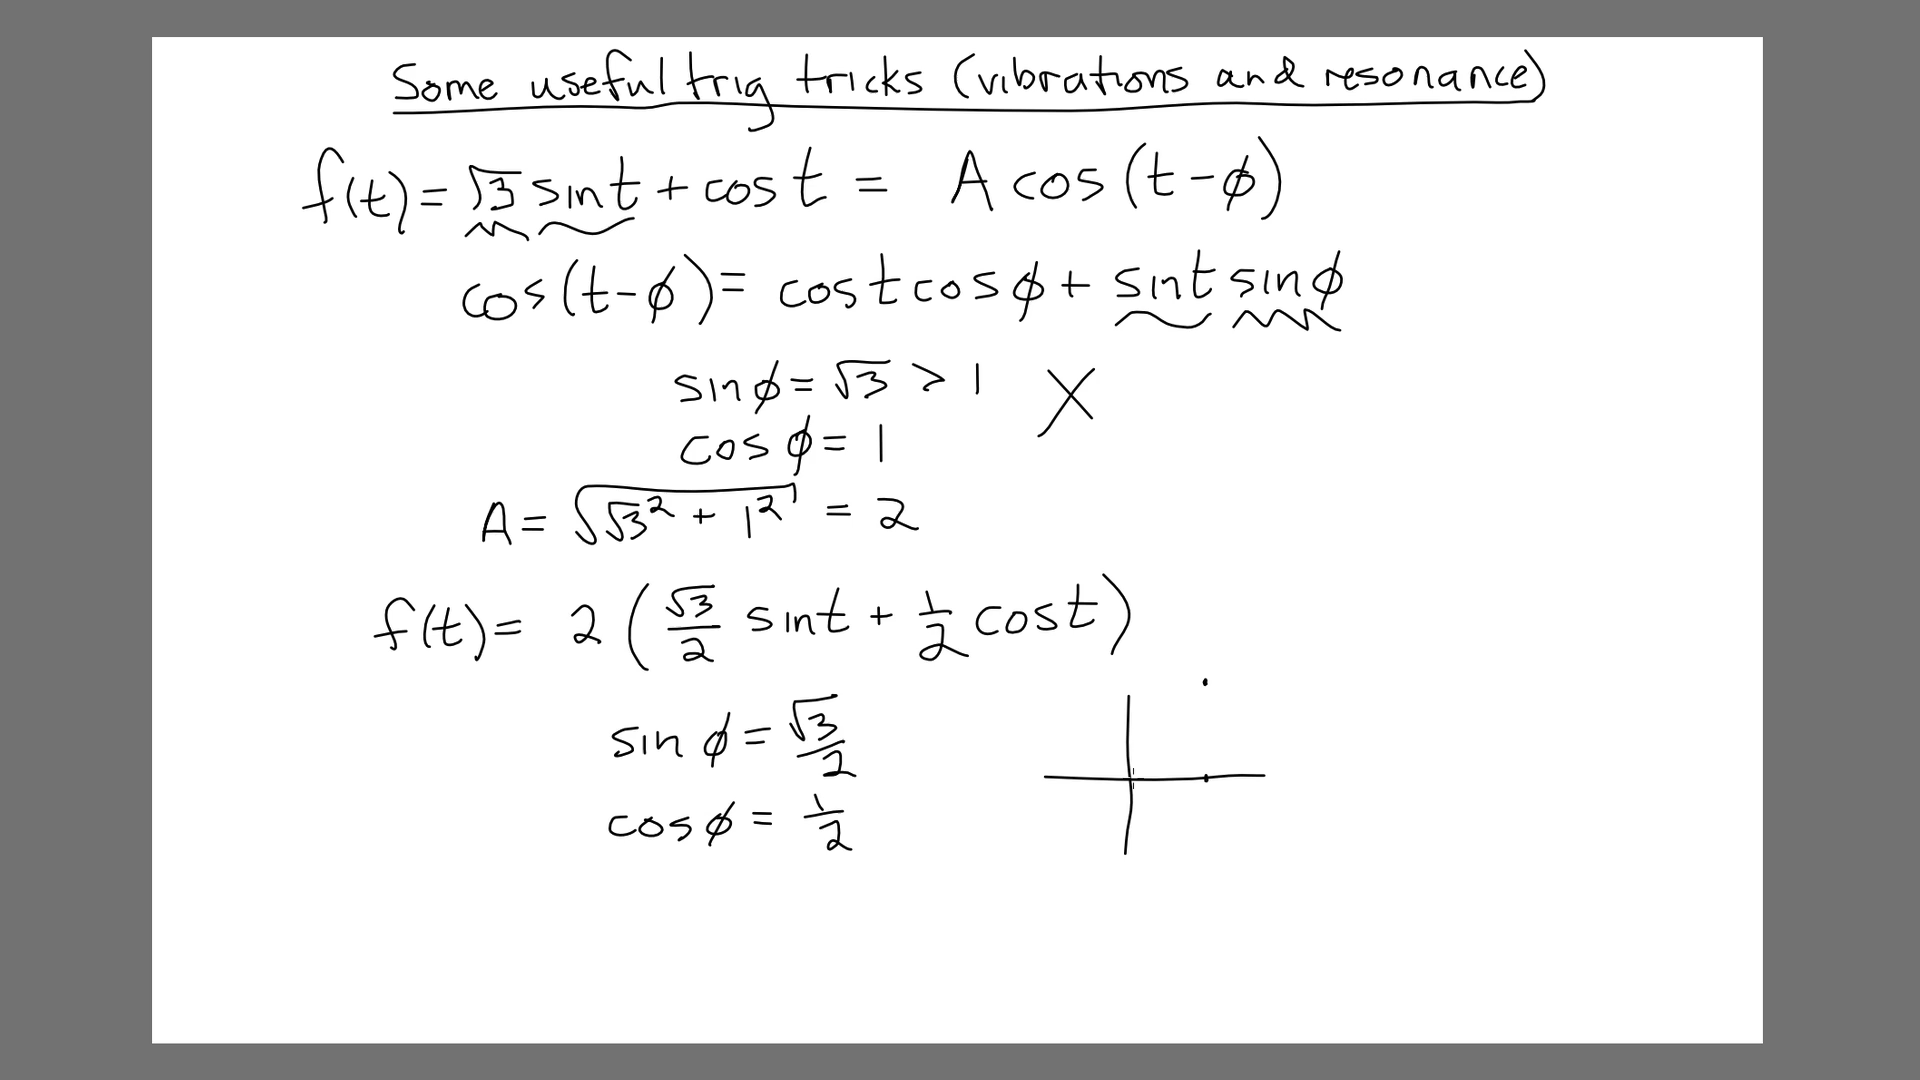 Some useful trig tricks (vibrations and resonance)
f(t) = √3 sin t + cos t = A cos (t - ϕ)
cos (t - ϕ) = cos t cos ϕ + sin t sin ϕ
sin ϕ = √3 > 1 X
cos ϕ = 1
A = √(√3² + 1²) = 2
f(t) = 2 (√3/2 sin t + 1/2 cos t)
sin ϕ = √3/2
cos ϕ = 1/2